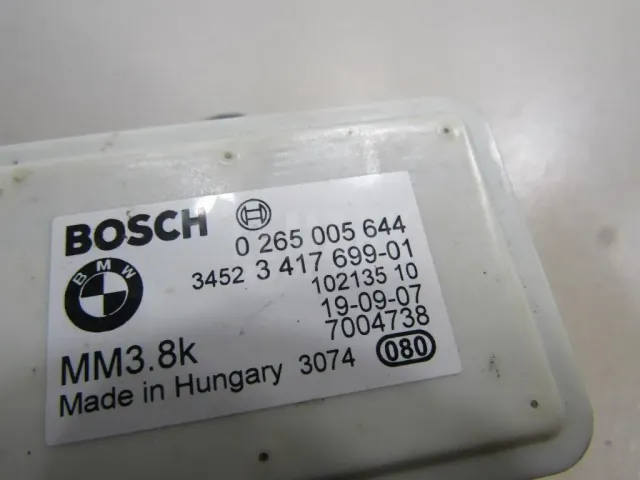 BOSCH
0 265 005 644
BMW
3452 3 417 699-01
102135 10
19-09-07
7004738
MM3.8k
Made in Hungary 3074 080